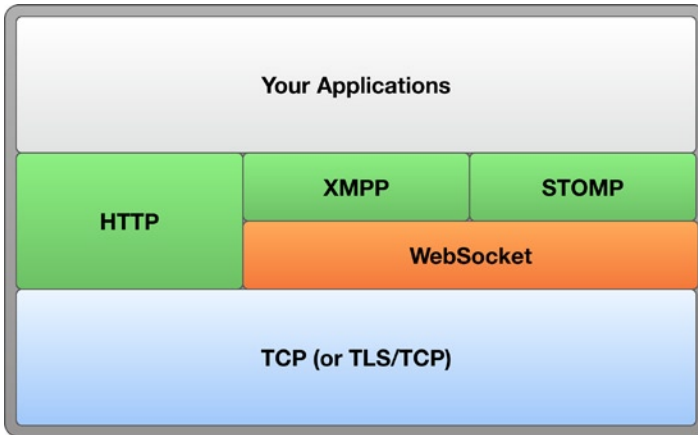 Your Applications
HTTP
XMPP
STOMP
WebSocket
TCP (or TLS/TCP)